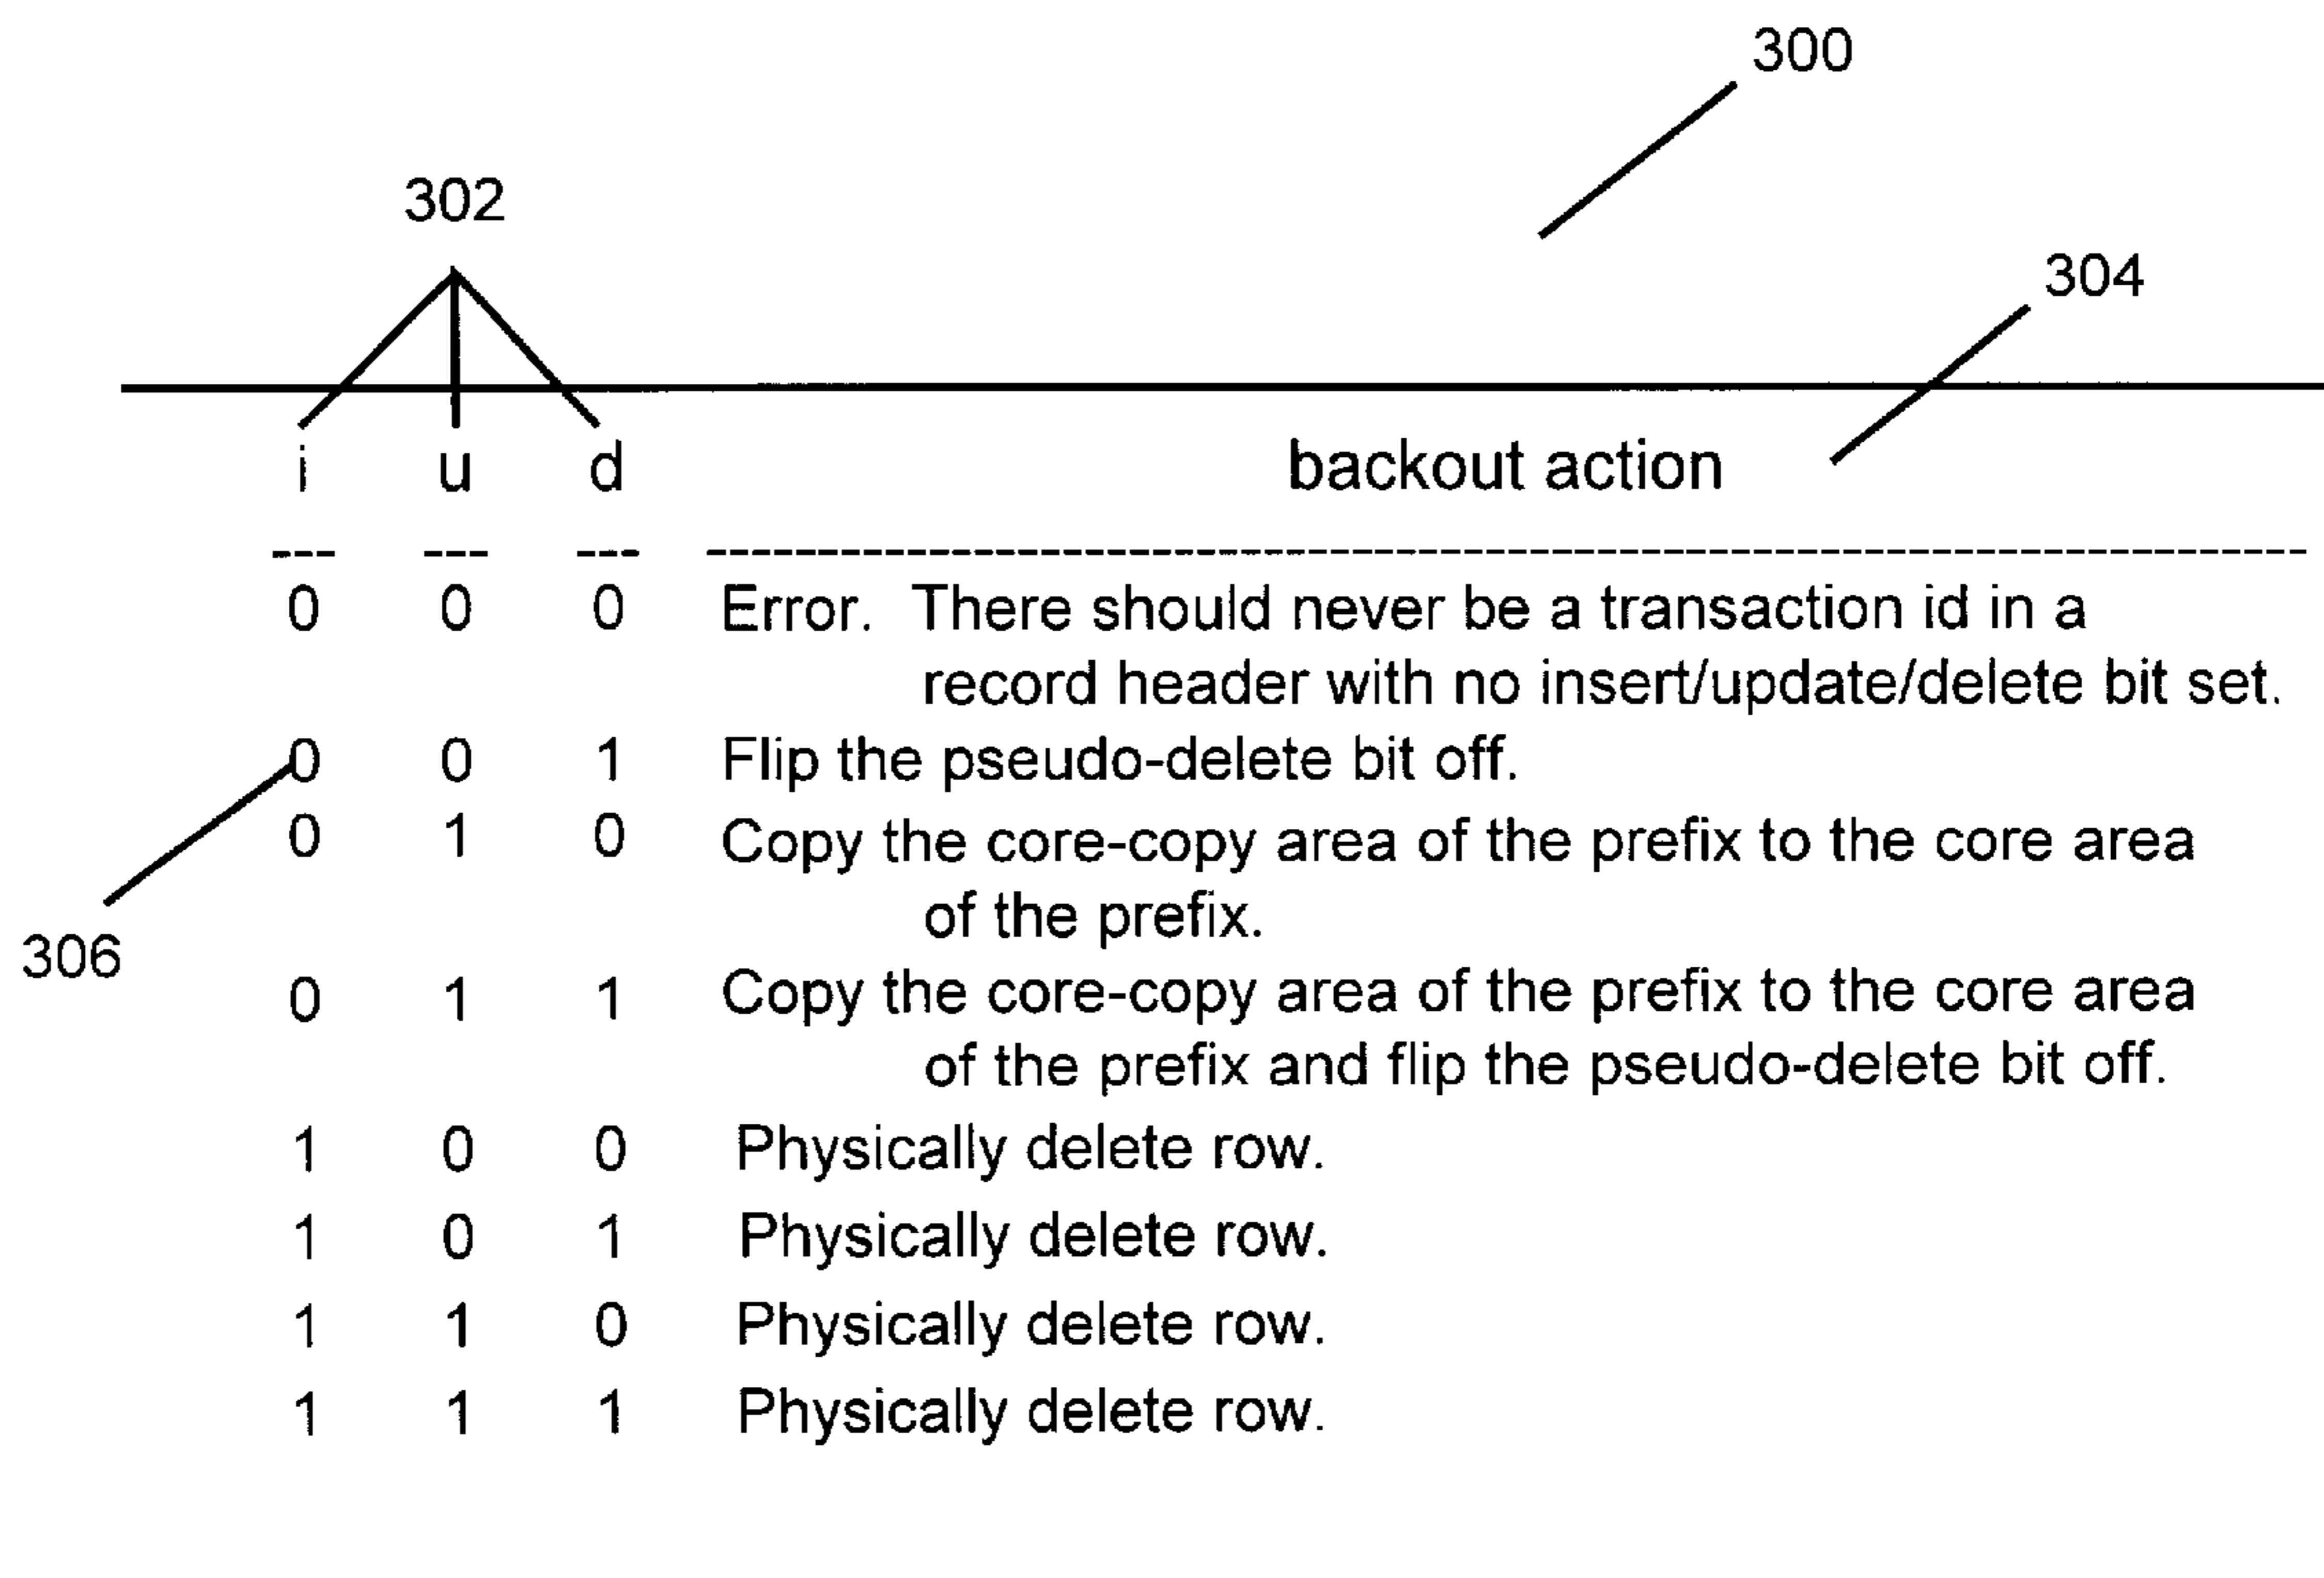 300
302
304
i u d backout action
--- --- --- ------------------------------------------------------------
0 0 0 Error. There should never be a transaction id in a
record header with no insert/update/delete bit set.
0 0 1 Flip the pseudo-delete bit off.
0 1 0 Copy the core-copy area of the prefix to the core area
of the prefix.
306
0 1 1 Copy the core-copy area of the prefix to the core area
of the prefix and flip the pseudo-delete bit off.
1 0 0 Physically delete row.
1 0 1 Physically delete row.
1 1 0 Physically delete row.
1 1 1 Physically delete row.